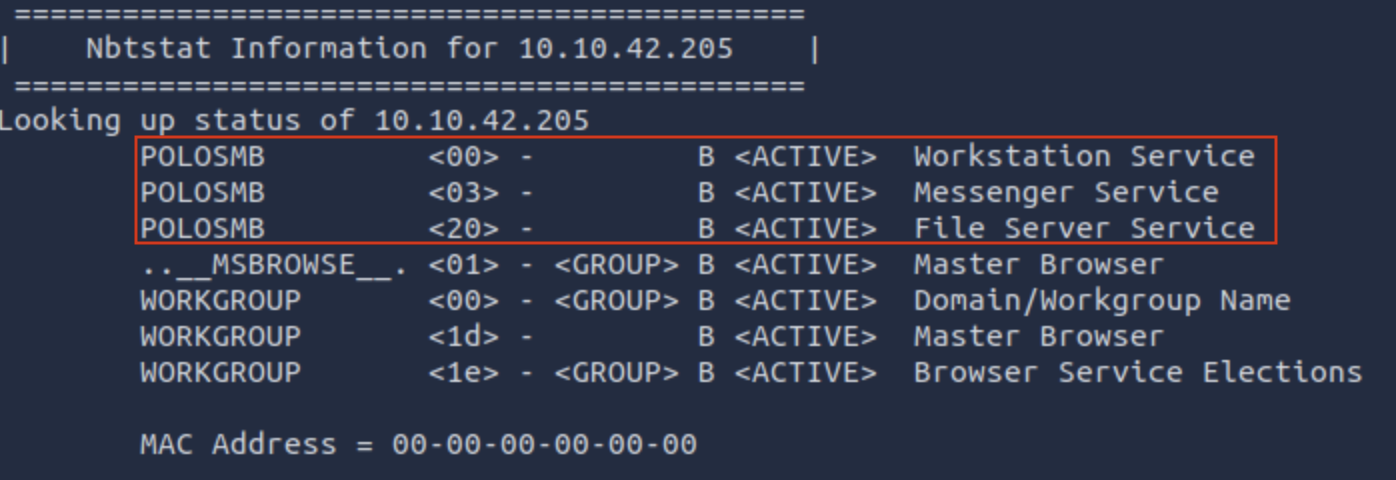 ===========================================
|    Nbtstat Information for 10.10.42.205    |
===========================================
Looking up status of 10.10.42.205
POLOSMB         <00> -         B <ACTIVE>  Workstation Service
POLOSMB         <03> -         B <ACTIVE>  Messenger Service
POLOSMB         <20> -         B <ACTIVE>  File Server Service
..__MSBROWSE__. <01> - <GROUP> B <ACTIVE>  Master Browser
WORKGROUP       <00> - <GROUP> B <ACTIVE>  Domain/Workgroup Name
WORKGROUP       <1d> -         B <ACTIVE>  Master Browser
WORKGROUP       <1e> - <GROUP> B <ACTIVE>  Browser Service Elections
MAC Address = 00-00-00-00-00-00